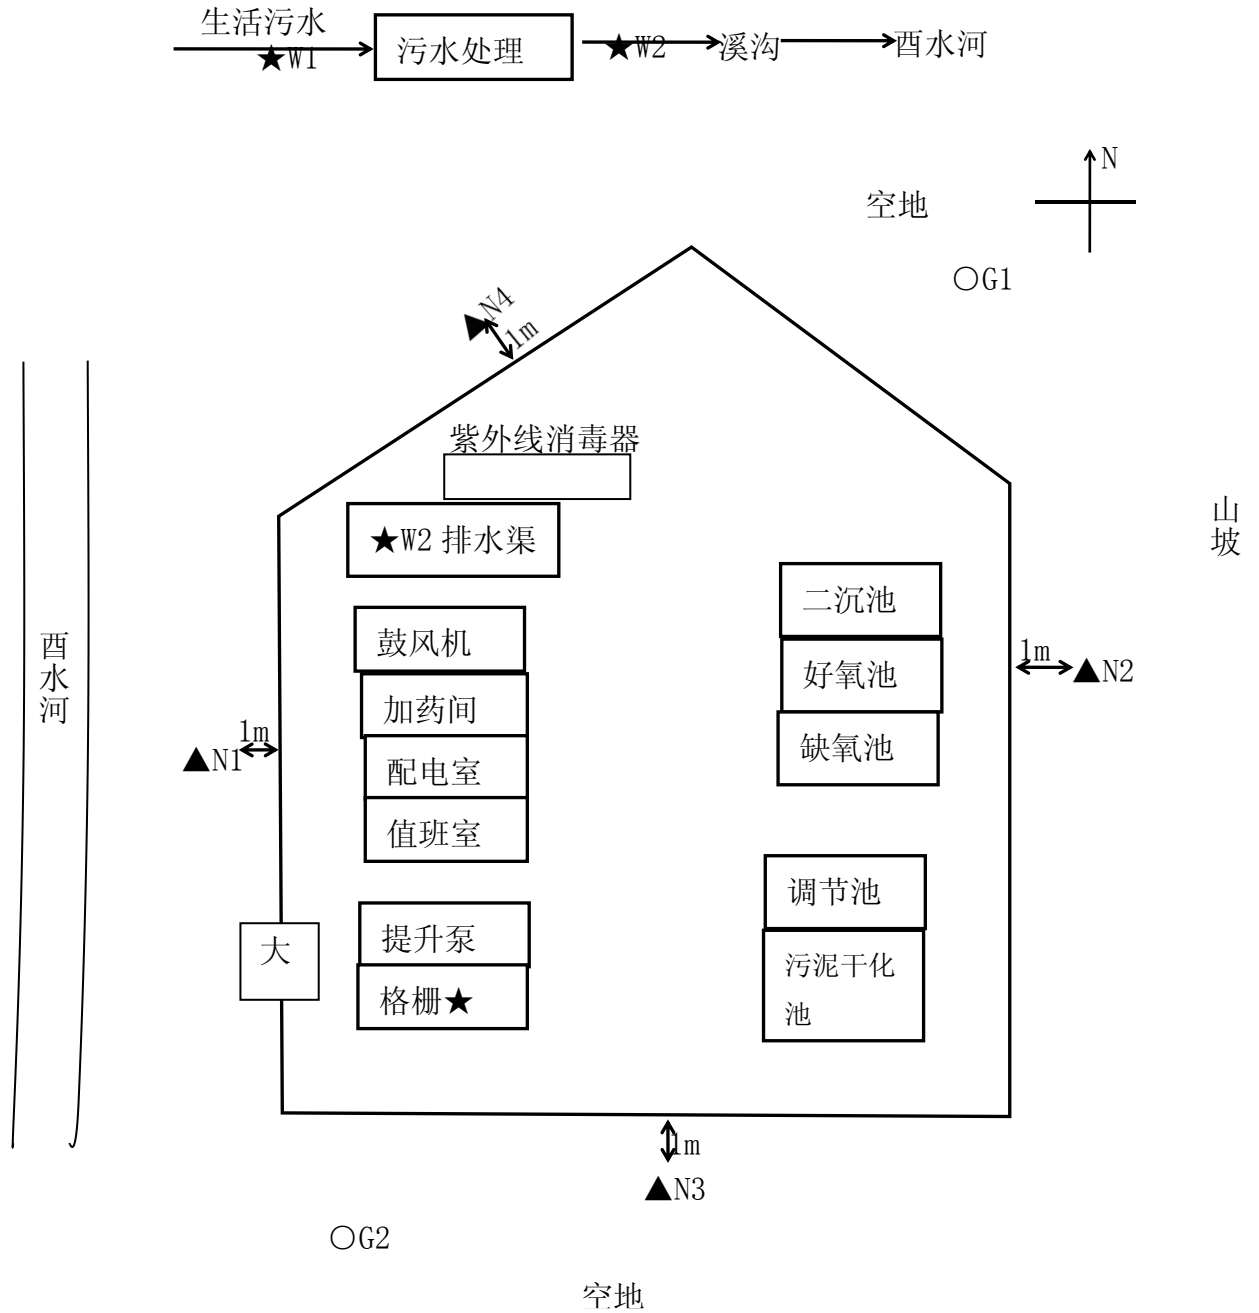 生活污水
★W1
污水处理
★W2
溪沟
酉水河
N
空地
○G1
▲N4
1m
紫外线消毒器
★W2 排水渠
山坡
二沉池
鼓风机
酉水河
好氧池
1m
▲N2
加药间
1m
▲N1
缺氧池
配电室
值班室
调节池
提升泵
大
污泥干化
池
格栅★
1m
▲N3
○G2
空地